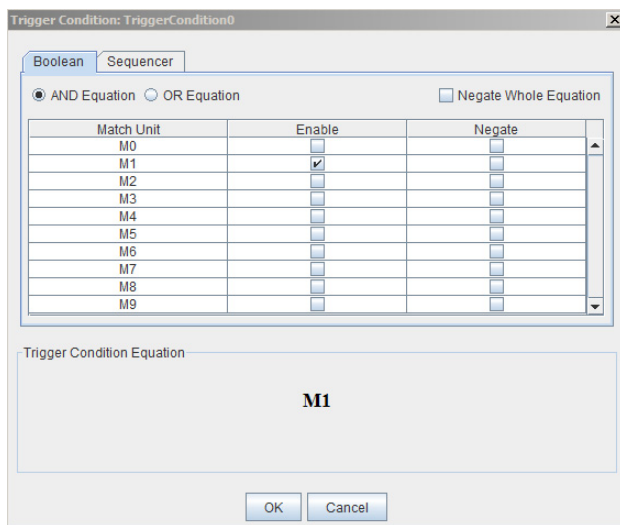 Trigger Condition: TriggerCondition0
Boolean Sequencer
AND Equation OR Equation Negate Whole Equation
Match Unit Enable Negate
M0
M1
M2
M3
M4
M5
M6
M7
M8
M9
Trigger Condition Equation
M1
OK Cancel